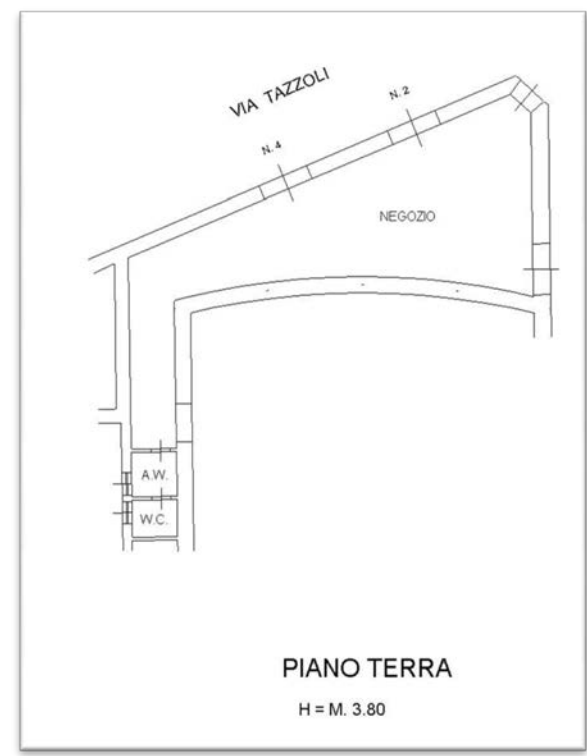 VIA TAZZOLI
N. 2
N. 4
NEGOZIO
A.W.
W.C.
PIANO TERRA
H = M. 3.80